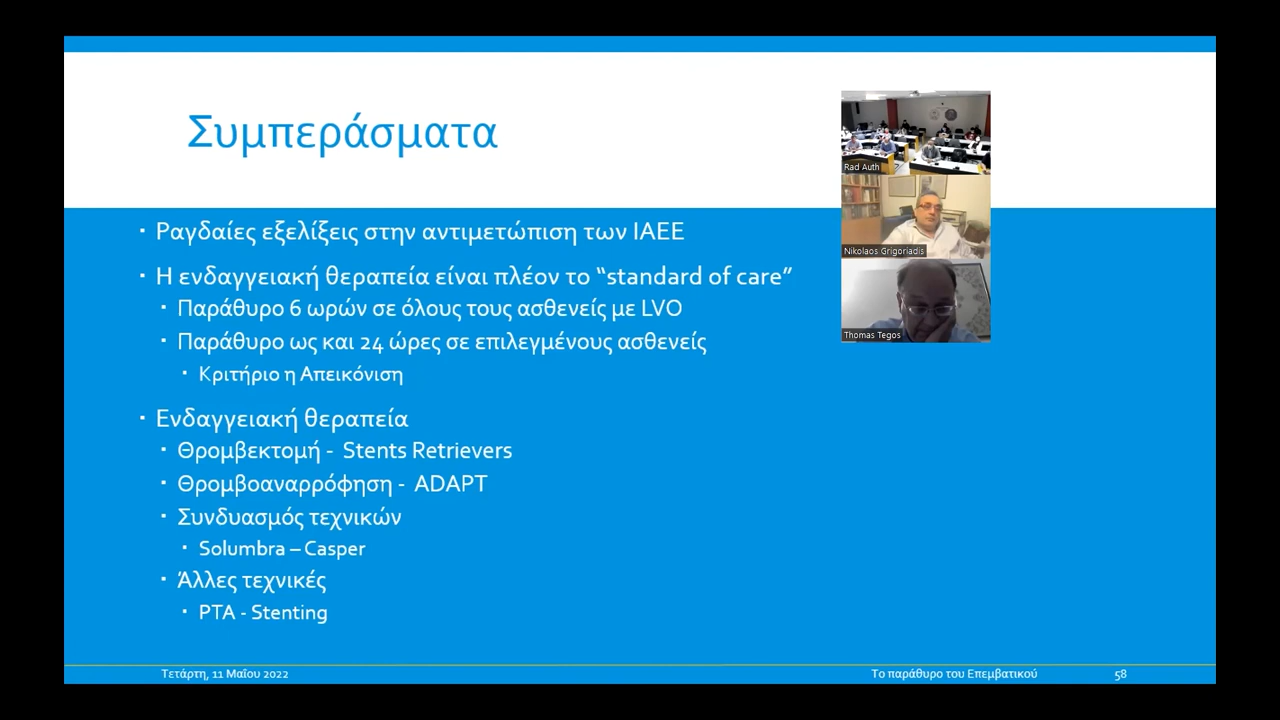 Συμπεράσματα
Rad Auth
Nikolaos Grigoriadis
Thomas Tegos
Ραγδαίες εξελίξεις στην αντιμετώπιση των ΙΑΕΕ
Η ενδαγγειακή θεραπεία είναι πλέον το “standard of care”
Παράθυρο 6 ωρών σε όλους τους ασθενείς με LVO
Παράθυρο ως και 24 ώρες σε επιλεγμένους ασθενείς
Κριτήριο η Απεικόνιση
Ενδαγγειακή θεραπεία
Θρομβεκτομή - Stents Retrievers
Θρομβοαναρρόφηση - ADAPT
Συνδυασμός τεχνικών
Solumbra – Casper
Άλλες τεχνικές
PTA - Stenting
Τετάρτη, 11 Μαΐου 2022
Το παράθυρο του Επεμβατικού
58